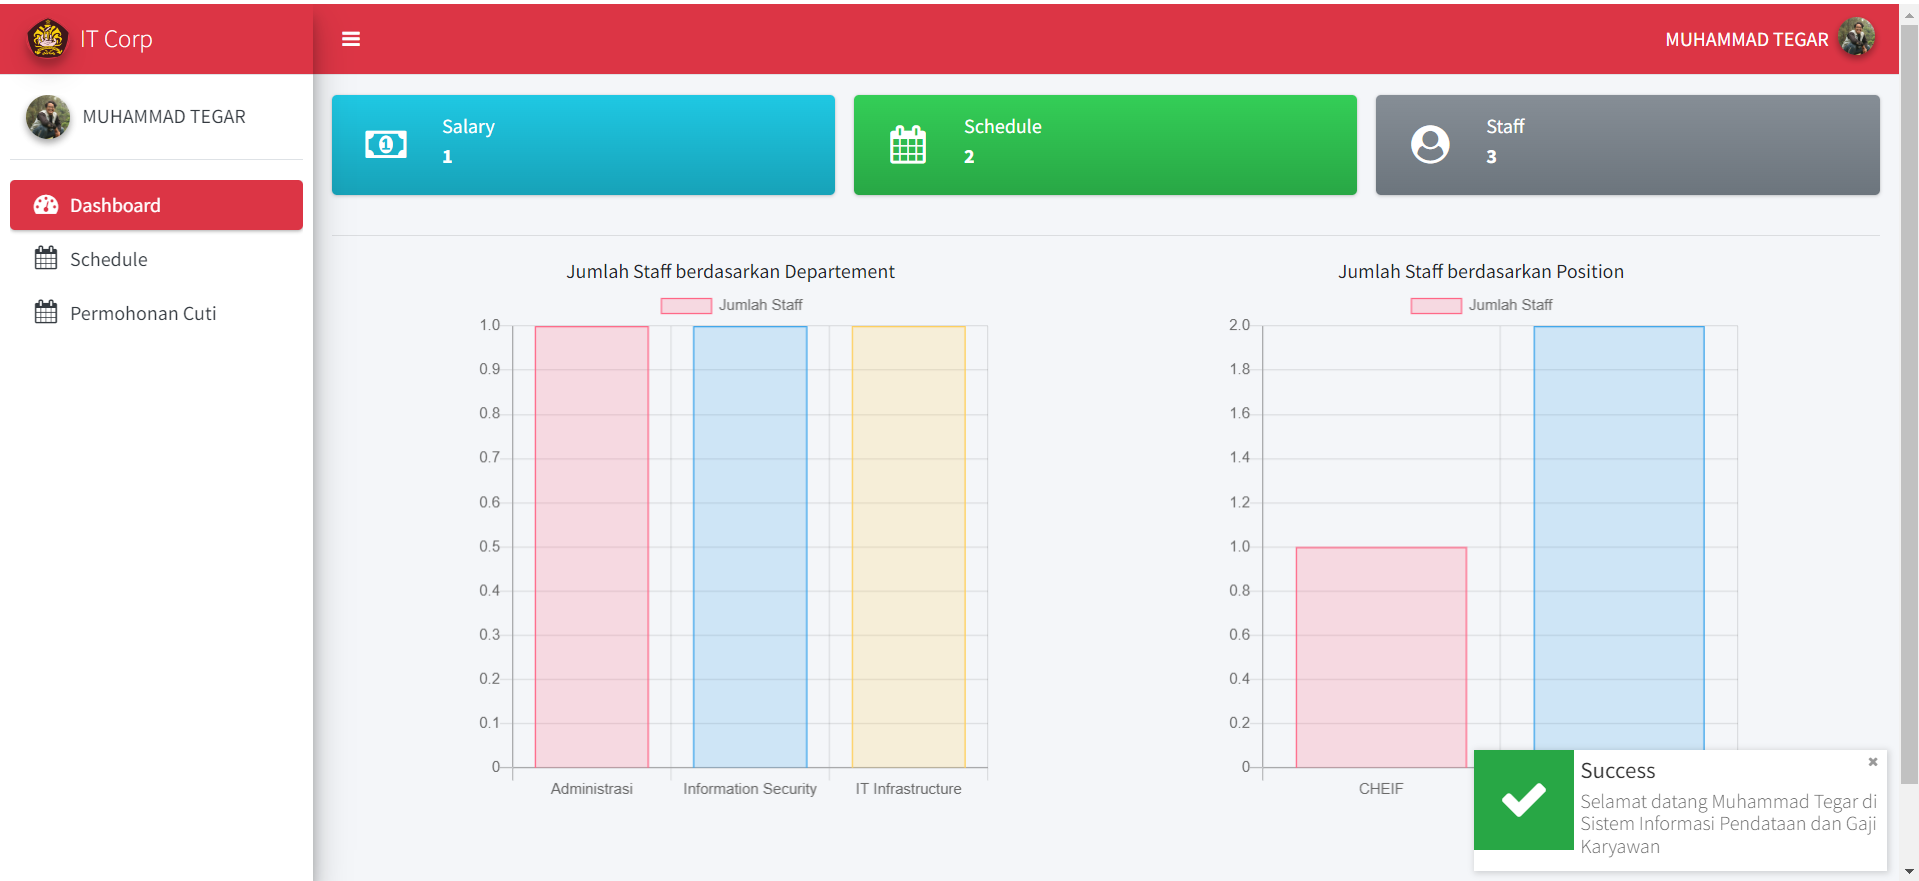 IT Corp
MUHAMMAD TEGAR
MUHAMMAD TEGAR
Dashboard
Schedule
Permohonan Cuti
Salary
1
Schedule
2
Staff
3
Jumlah Staff berdasarkan Departement
Jumlah Staff
1.0
0.9
0.8
0.7
0.6
0.5
0.4
0.3
0.2
0.1
0
Administrasi
Information Security
IT Infrastructure
Jumlah Staff berdasarkan Position
Jumlah Staff
2.0
1.8
1.6
1.4
1.2
1.0
0.8
0.6
0.4
0.2
0
CHEIF
Success
Selamat datang Muhammad Tegar di
Sistem Informasi Pendataan dan Gaji
Karyawan